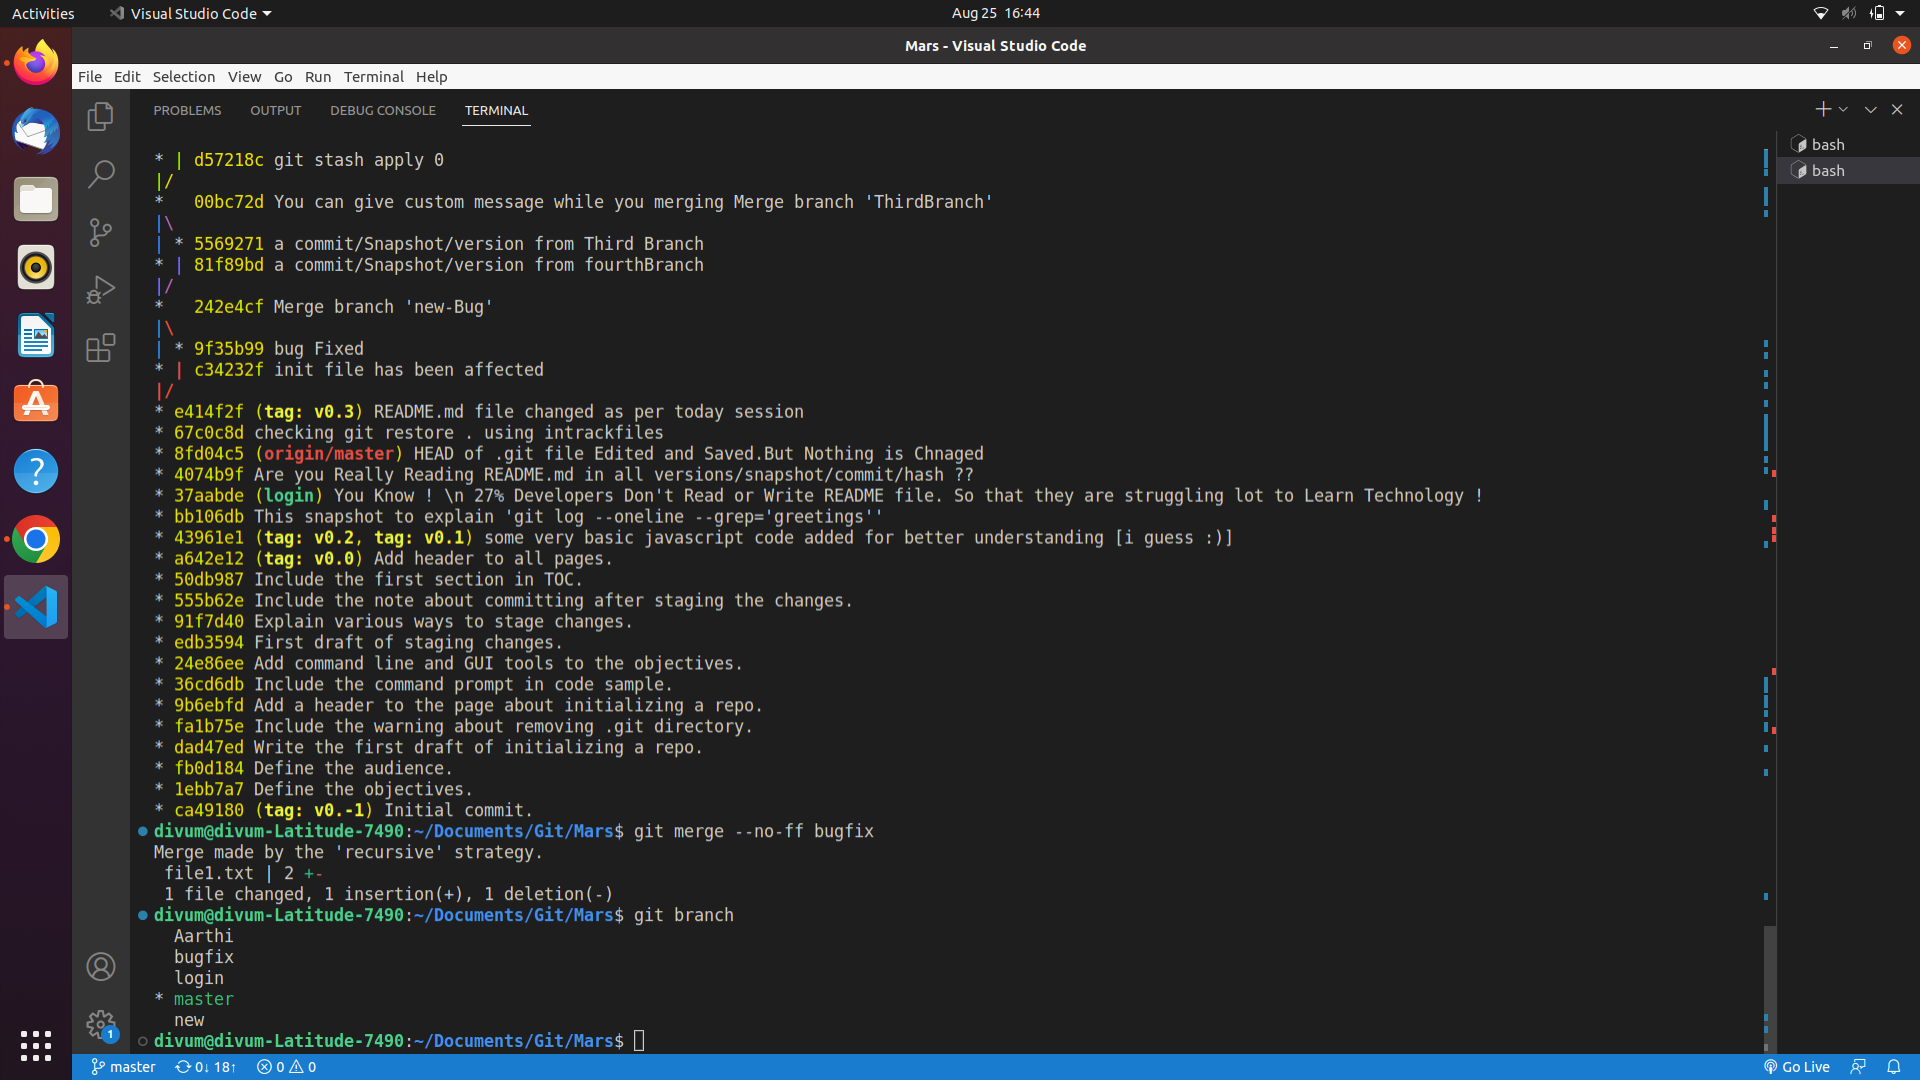 Activities Visual Studio Code Aug 25 16:44
Mars - Visual Studio Code
File Edit Selection View Go Run Terminal Help
PROBLEMS OUTPUT DEBUG CONSOLE TERMINAL
bash
bash
* | d57218c git stash apply 0
|/
* 00bc72d You can give custom message while you merging Merge branch 'ThirdBranch'
|\
| * 5569271 a commit/Snapshot/version from Third Branch
* | 81f89bd a commit/Snapshot/version from fourthBranch
|/
* 242e4cf Merge branch 'new-Bug'
|\
| * 9f35b99 bug Fixed
* | c34232f init file has been affected
|/
* e414f2f (tag: v0.3) README.md file changed as per today session
* 67c0c8d checking git restore . using intrackfiles
* 8fd04c5 (origin/master) HEAD of .git file Edited and Saved.But Nothing is Chnaged
* 4074b9f Are you Really Reading README.md in all versions/snapshot/commit/hash ??
* 37aabde (login) You Know ! \n 27% Developers Don't Read or Write README file. So that they are struggling lot to Learn Technology !
* bb106db This snapshot to explain 'git log --oneline --grep='greetings''
* 43961e1 (tag: v0.2, tag: v0.1) some very basic javascript code added for better understanding [i guess :)]
* a642e12 (tag: v0.0) Add header to all pages.
* 50db987 Include the first section in TOC.
* 555b62e Include the note about committing after staging the changes.
* 91f7d40 Explain various ways to stage changes.
* edb3594 First draft of staging changes.
* 24e86ee Add command line and GUI tools to the objectives.
* 36cd6db Include the command prompt in code sample.
* 9b6ebfd Add a header to the page about initializing a repo.
* fa1b75e Include the warning about removing .git directory.
* dad47ed Write the first draft of initializing a repo.
* fb0d184 Define the audience.
* 1ebb7a7 Define the objectives.
* ca49180 (tag: v0.-1) Initial commit.
divum@divum-Latitude-7490:~/Documents/Git/Mars$ git merge --no-ff bugfix
Merge made by the 'recursive' strategy.
file1.txt | 2 +-
1 file changed, 1 insertion(+), 1 deletion(-)
divum@divum-Latitude-7490:~/Documents/Git/Mars$ git branch
Aarthi
bugfix
login
* master
new
divum@divum-Latitude-7490:~/Documents/Git/Mars$
1
master 0↓ 18↑ 0 0 Go Live